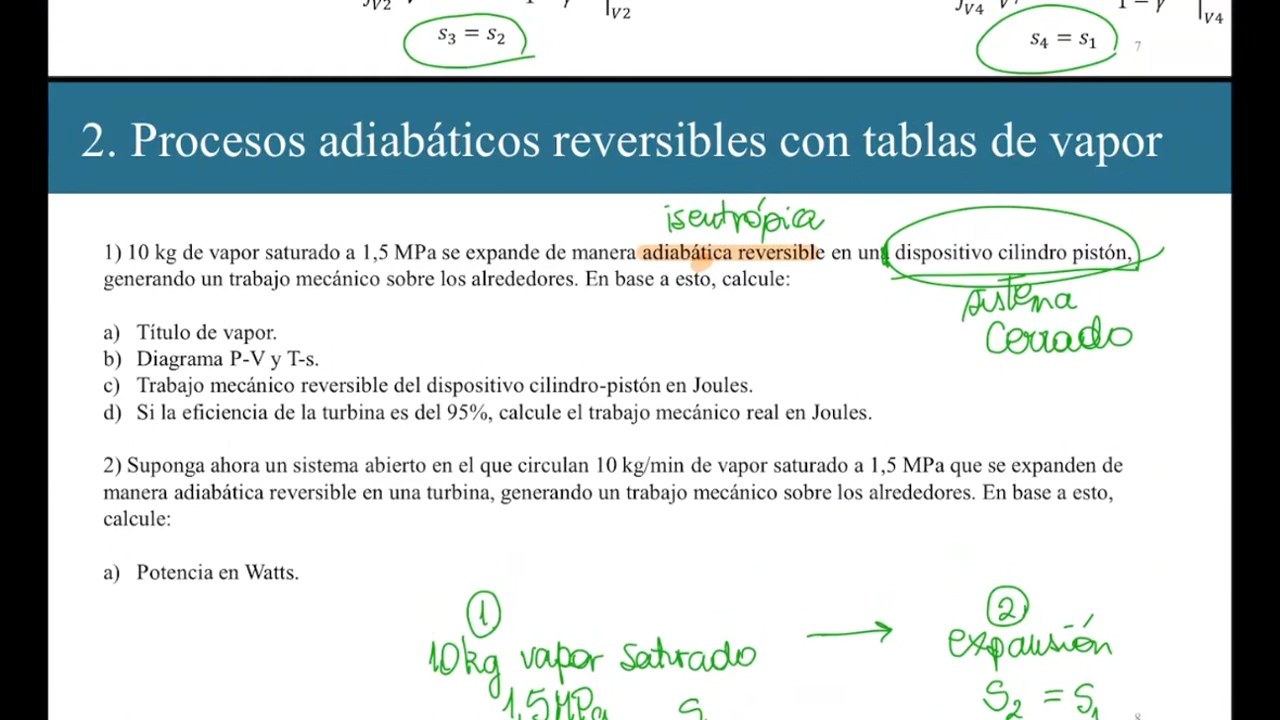 s₃ = s₂
s₄ = s₁
7
2. Procesos adiabáticos reversibles con tablas de vapor
isentrópica
1) 10 kg de vapor saturado a 1,5 MPa se expande de manera adiabática reversible en un dispositivo cilindro pistón,
generando un trabajo mecánico sobre los alrededores. En base a esto, calcule:
sistema
cerrado
a) Título de vapor.
b) Diagrama P-V y T-s.
c) Trabajo mecánico reversible del dispositivo cilindro-pistón en Joules.
d) Si la eficiencia de la turbina es del 95%, calcule el trabajo mecánico real en Joules.
2) Suponga ahora un sistema abierto en el que circulan 10 kg/min de vapor saturado a 1,5 MPa que se expanden de
manera adiabática reversible en una turbina, generando un trabajo mecánico sobre los alrededores. En base a esto,
calcule:
a) Potencia en Watts.
1
2
10kg vapor saturado → expansión
1,5MPa
S₂ = S₁